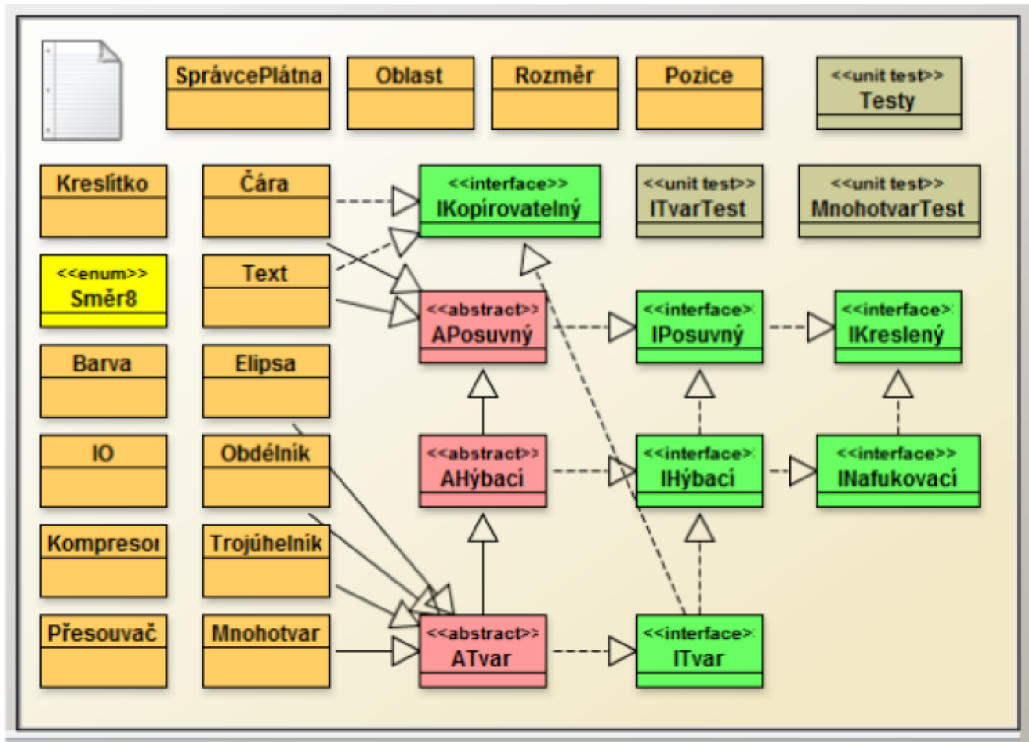 SprávcePlátna
Oblast
Rozměr
Pozice
<<unit test>>
Testy
Kreslítko
Čára
<<interface>>
IKopírovatelný
<<unit test>>
ITvarTest
<<unit test>>
MnohotvarTest
<<enum>>
Směr8
Text
<<abstract>>
APosuvný
<<interface>
IPosuvný
<<interface>
IKreslený
Barva
Elipsa
IO
Obdélník
<<abstract>>
AHýbací
<<interface>
IHýbací
<<interface>>
INafukovací
Kompresor
Trojúhelník
Přesouvač
Mnohotvar
<<abstract>>
ATvar
<<interface>
ITvar